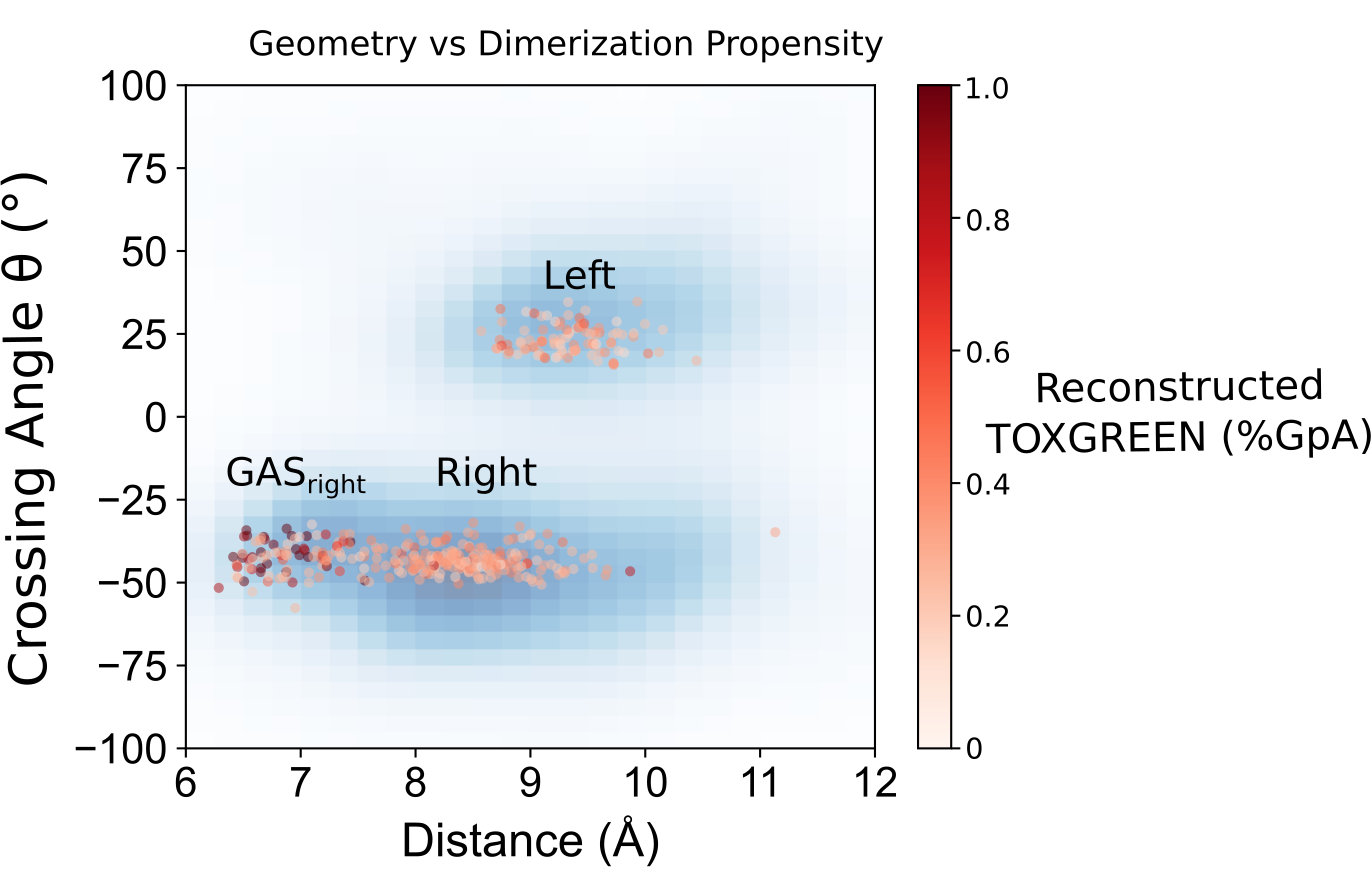 Geometry vs Dimerization Propensity
100
75
50
25
0
−25
−50
−75
−100
Crossing Angle θ (°)
Left
GASright
Right
6
7
8
9
10
11
12
Distance (Å)
1.0
0.8
0.6
0.4
0.2
0
Reconstructed
TOXGREEN (%GpA)